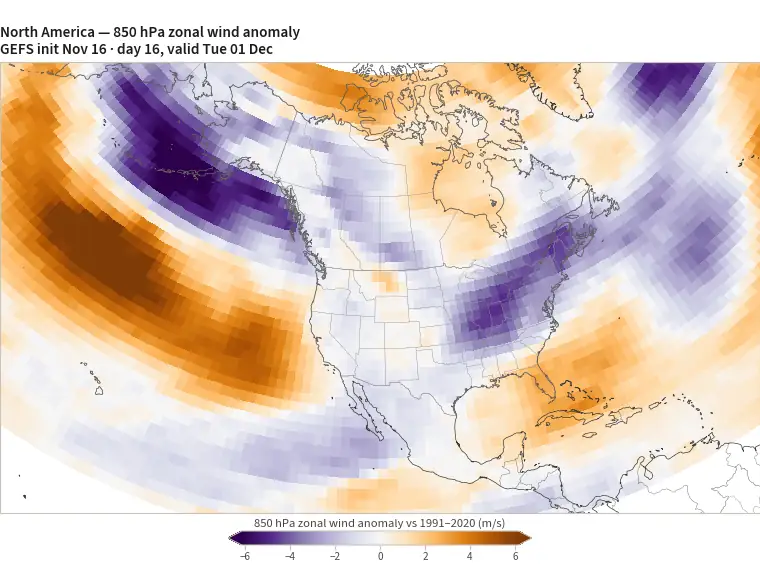 North America — 850 hPa zonal wind anomaly
GEFS init Nov 16 · day 16, valid Tue 01 Dec
850 hPa zonal wind anomaly vs 1991–2020 (m/s)
−6 −4 −2 0 2 4 6